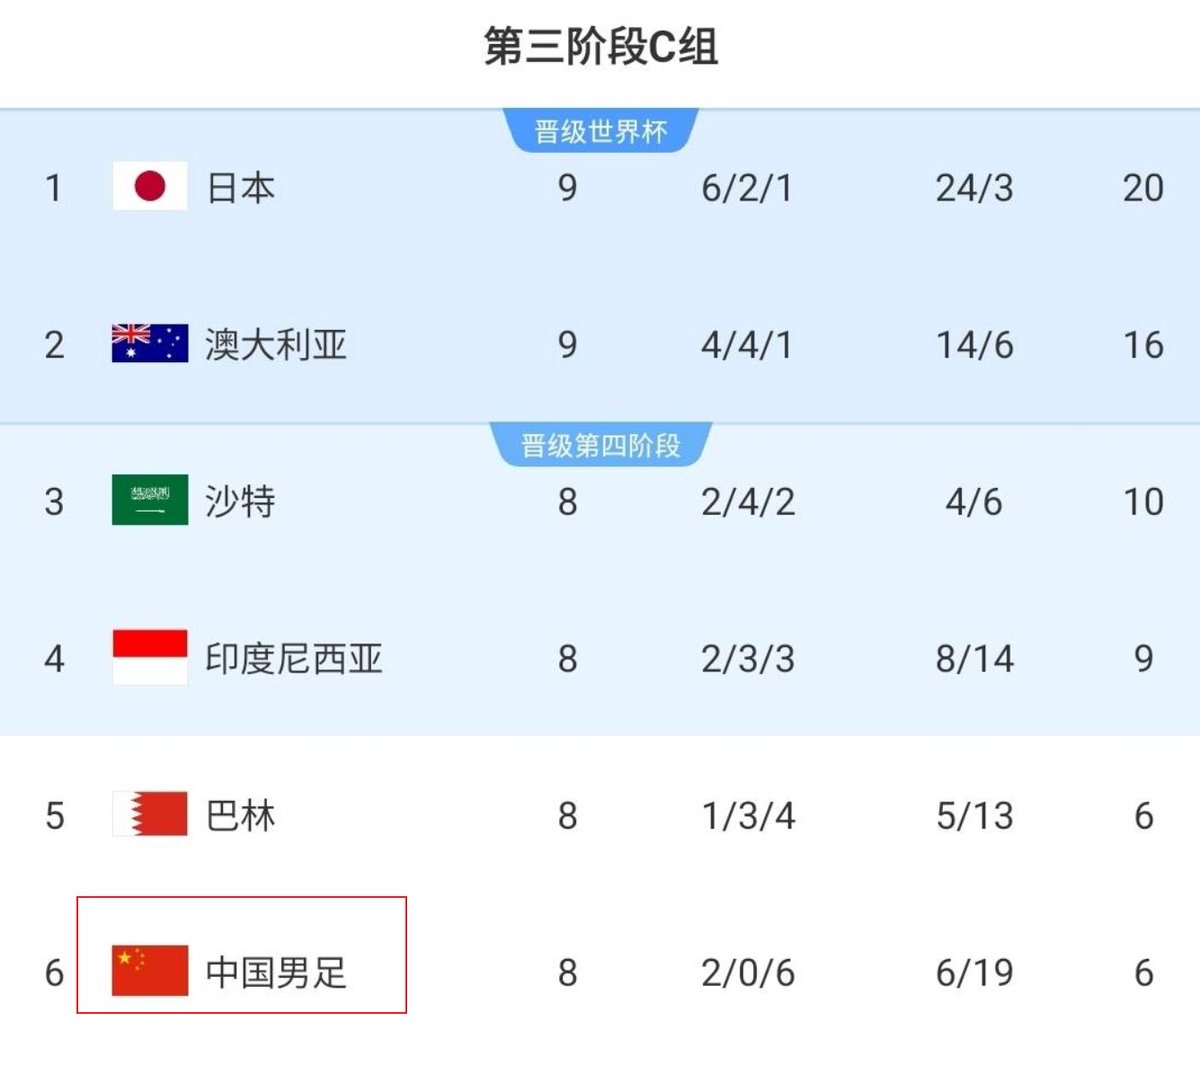 第三阶段C组
晋级世界杯
1 日本 9 6/2/1 24/3 20
2 澳大利亚 9 4/4/1 14/6 16
晋级第四阶段
3 沙特 8 2/4/2 4/6 10
4 印度尼西亚 8 2/3/3 8/14 9
5 巴林 8 1/3/4 5/13 6
6 中国男足 8 2/0/6 6/19 6